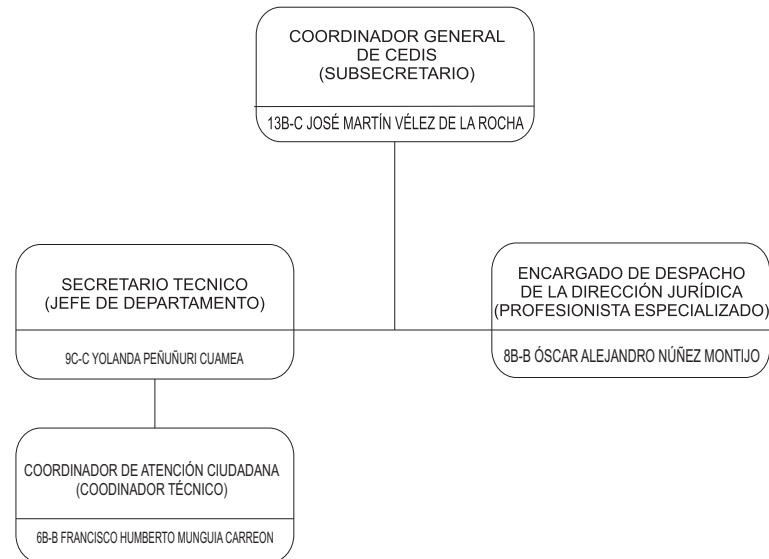 COORDINADOR GENERAL
DE CEDIS
(SUBSECRETARIO)
13B-C JOSÉ MARTÍN VÉLEZ DE LA ROCHA
SECRETARIO TECNICO
(JEFE DE DEPARTAMENTO)
9C-C YOLANDA PEÑUÑURI CUAMEA
ENCARGADO DE DESPACHO
DE LA DIRECCIÓN JURÍDICA
(PROFESIONISTA ESPECIALIZADO)
8B-B ÓSCAR ALEJANDRO NÚÑEZ MONTIJO
COORDINADOR DE ATENCIÓN CIUDADANA
(COODINADOR TÉCNICO)
6B-B FRANCISCO HUMBERTO MUNGUIA CARREON